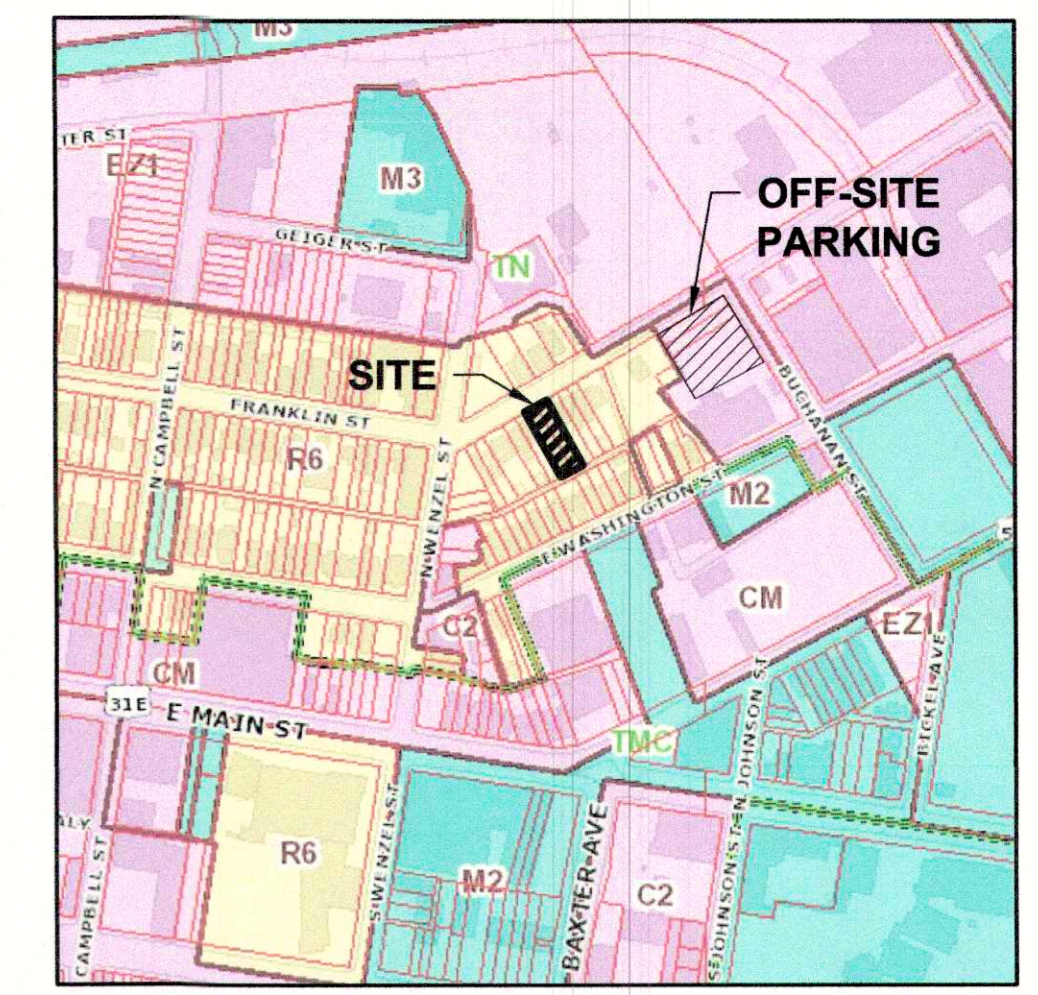 M3
TER ST
EZ1
M3
OFF-SITE
PARKING
GEIGER ST
TN
SITE
N CAMPBELL ST
FRANKLIN ST
R6
N WENZEL ST
BUCHANAN ST
E WASHINGTON ST
M2
C2
CM
EZ1
CM
31E
E MAIN ST
TMC
N JOHNSON ST
BICKEL AVE
ALY
CAMPBELL ST
R6
S WENZEL ST
M2
BAXTER AVE
C2
S JOHNSON ST